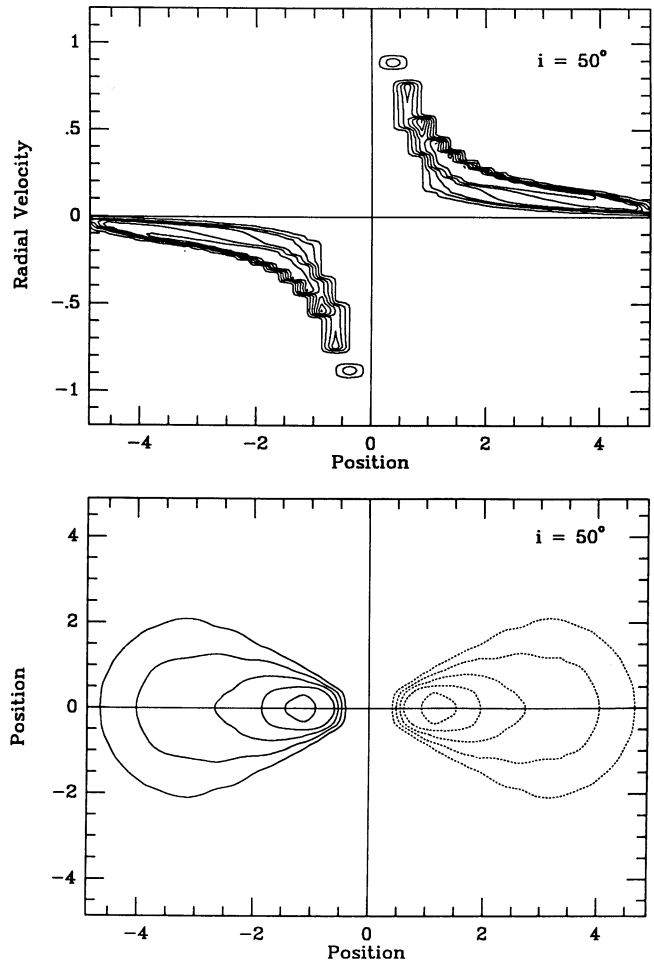 1
i = 50°
.5
Radial Velocity
0
-.5
-1
-4 -2 0 2 4
Position
4
i = 50°
2
Position
0
-2
-4
-4 -2 0 2 4
Position